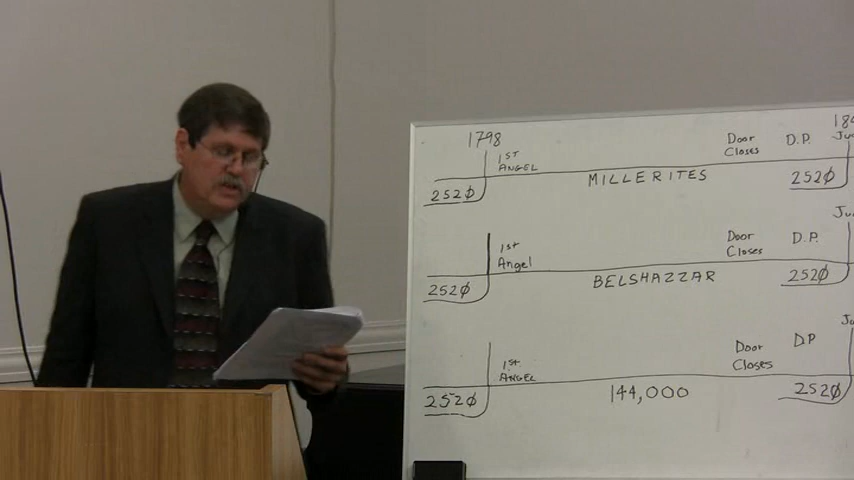 1798
1ST ANGEL
Door Closes
D.P.
2520
MILLERITES
2520
1st Angel
Door Closes
D.P.
2520
BELSHAZZAR
2520
1st ANGEL
Door Closes
DP
2520
144,000
2520